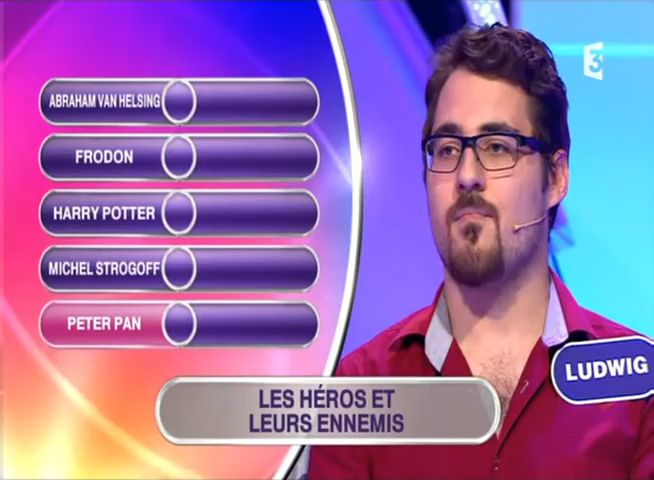 3
ABRAHAM VAN HELSING
FRODON
HARRY POTTER
MICHEL STROGOFF
PETER PAN
LUDWIG
LES HÉROS ET
LEURS ENNEMIS